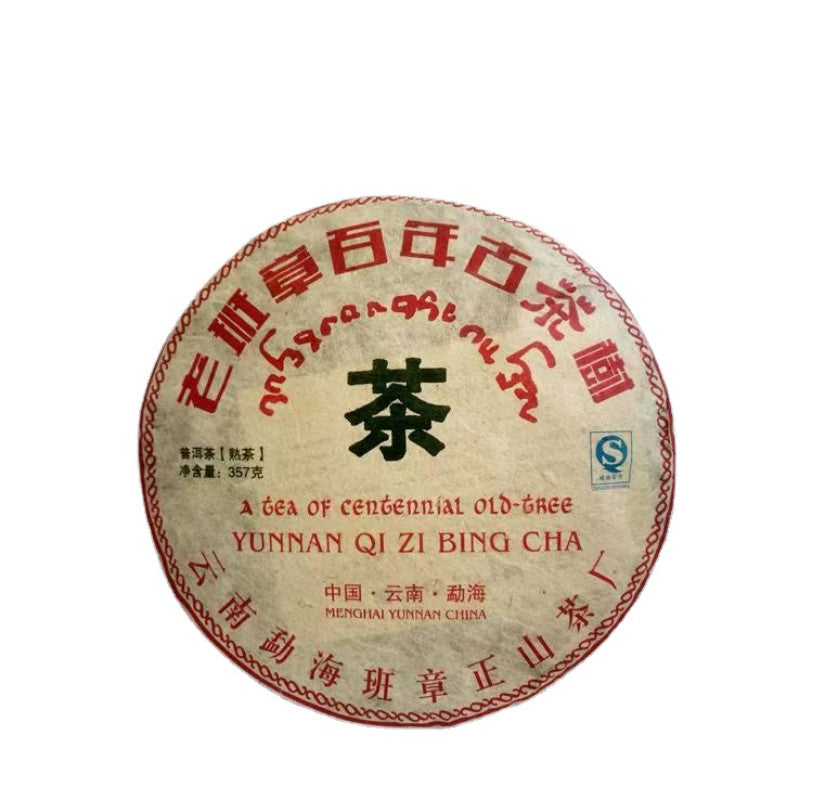 老班章百年古茶樹
茶
普洱茶【熟茶】
净含量：357克
A TEA OF CENTENNIAL OLD-TREE
YUNNAN QI ZI BING CHA
中国·云南·勐海
MENGHAI YUNNAN CHINA
云南勐海班章正山茶厂